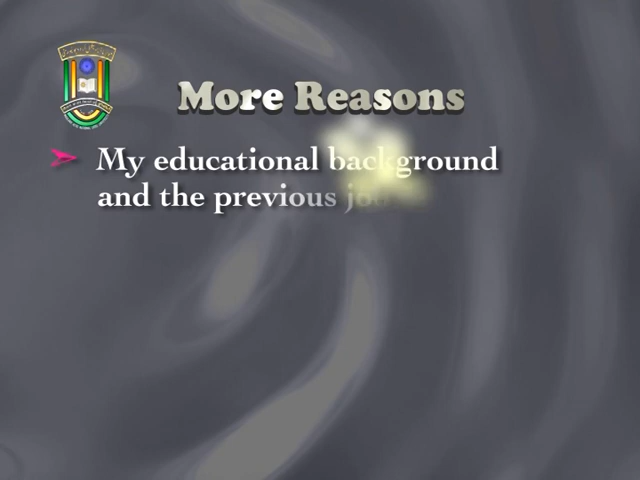 More Reasons
➢ My educational background
and the previous